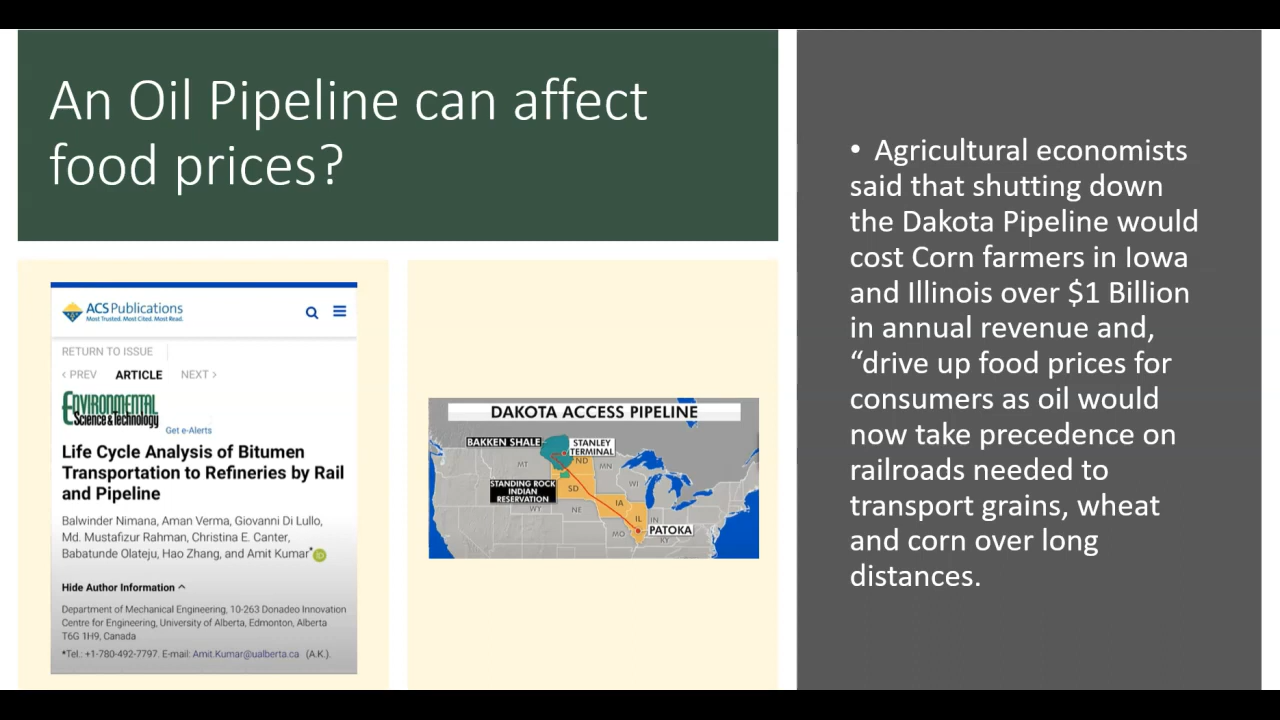 An Oil Pipeline can affect
food prices?
ACS Publications
Most Trusted. Most Cited. Most Read.
RETURN TO ISSUE
< PREV ARTICLE NEXT >
ENVIRONMENTAL
Science & Technology
Get e-Alerts
Life Cycle Analysis of Bitumen
Transportation to Refineries by Rail
and Pipeline
Balwinder Nimana, Aman Verma, Giovanni Di Lullo,
Md. Mustafizur Rahman, Christina E. Canter,
Babatunde Olateju, Hao Zhang, and Amit Kumar*
Hide Author Information ^
Department of Mechanical Engineering, 10-263 Donadeo Innovation
Centre for Engineering, University of Alberta, Edmonton, Alberta
T6G 1H9, Canada
*Tel.: +1-780-492-7797. E-mail: Amit.Kumar@ualberta.ca (A.K.).
DAKOTA ACCESS PIPELINE
BAKKEN SHALE
STANLEY
TERMINAL
MT
ND
MN
STANDING ROCK
INDIAN
RESERVATION
SD
WI
WY
NE
IA
IL
IN
MO
KY
PATOKA
• Agricultural economists
said that shutting down
the Dakota Pipeline would
cost Corn farmers in Iowa
and Illinois over $1 Billion
in annual revenue and,
“drive up food prices for
consumers as oil would
now take precedence on
railroads needed to
transport grains, wheat
and corn over long
distances.